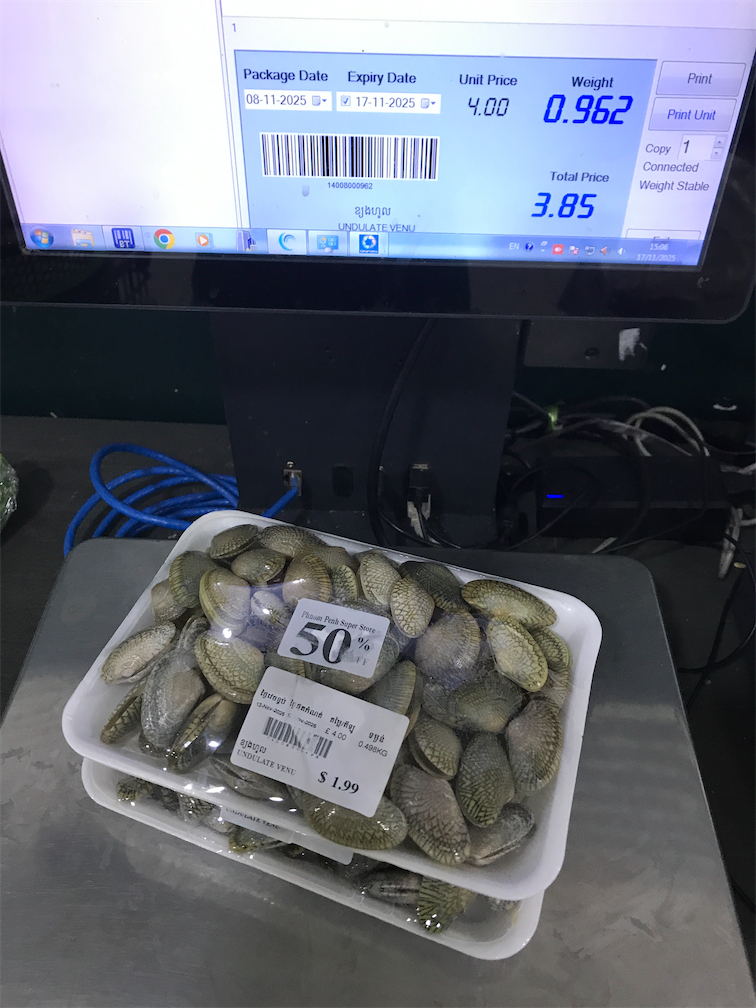 1
Package Date Expiry Date Unit Price Weight
08-11-2025 17-11-2025 4.00 0.962
Print
Print Unit
Copy 1
Connected
Weight Stable
14008000962
Total Price
3.85
ខ្យងហូល
UNDULATE VENU
EN
15:06
17/11/2025
Phnom Penh Super Store
50%
OFF
£ 4.00 0.498KG
ខ្យងហូល
UNDULATE VENU
$ 1.99
UNDULATE VENU